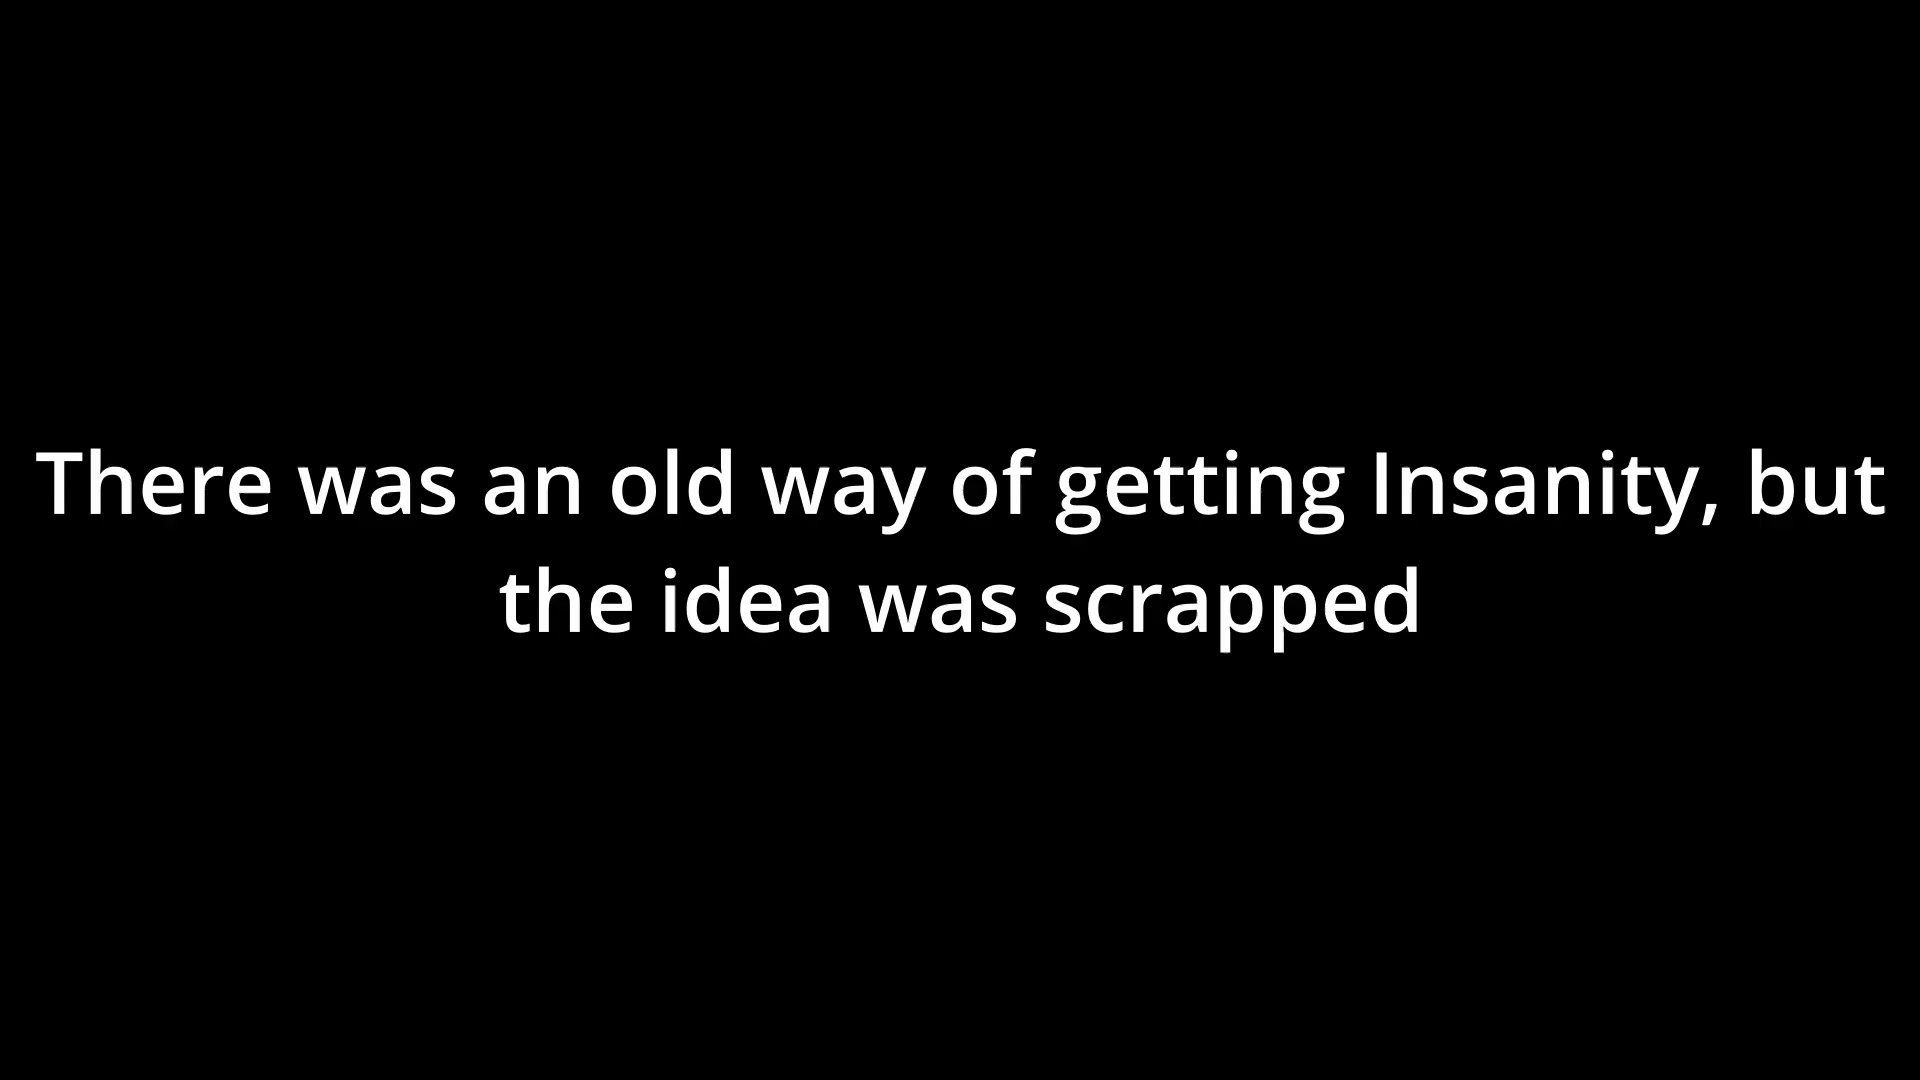 There was an old way of getting Insanity, but
the idea was scrapped